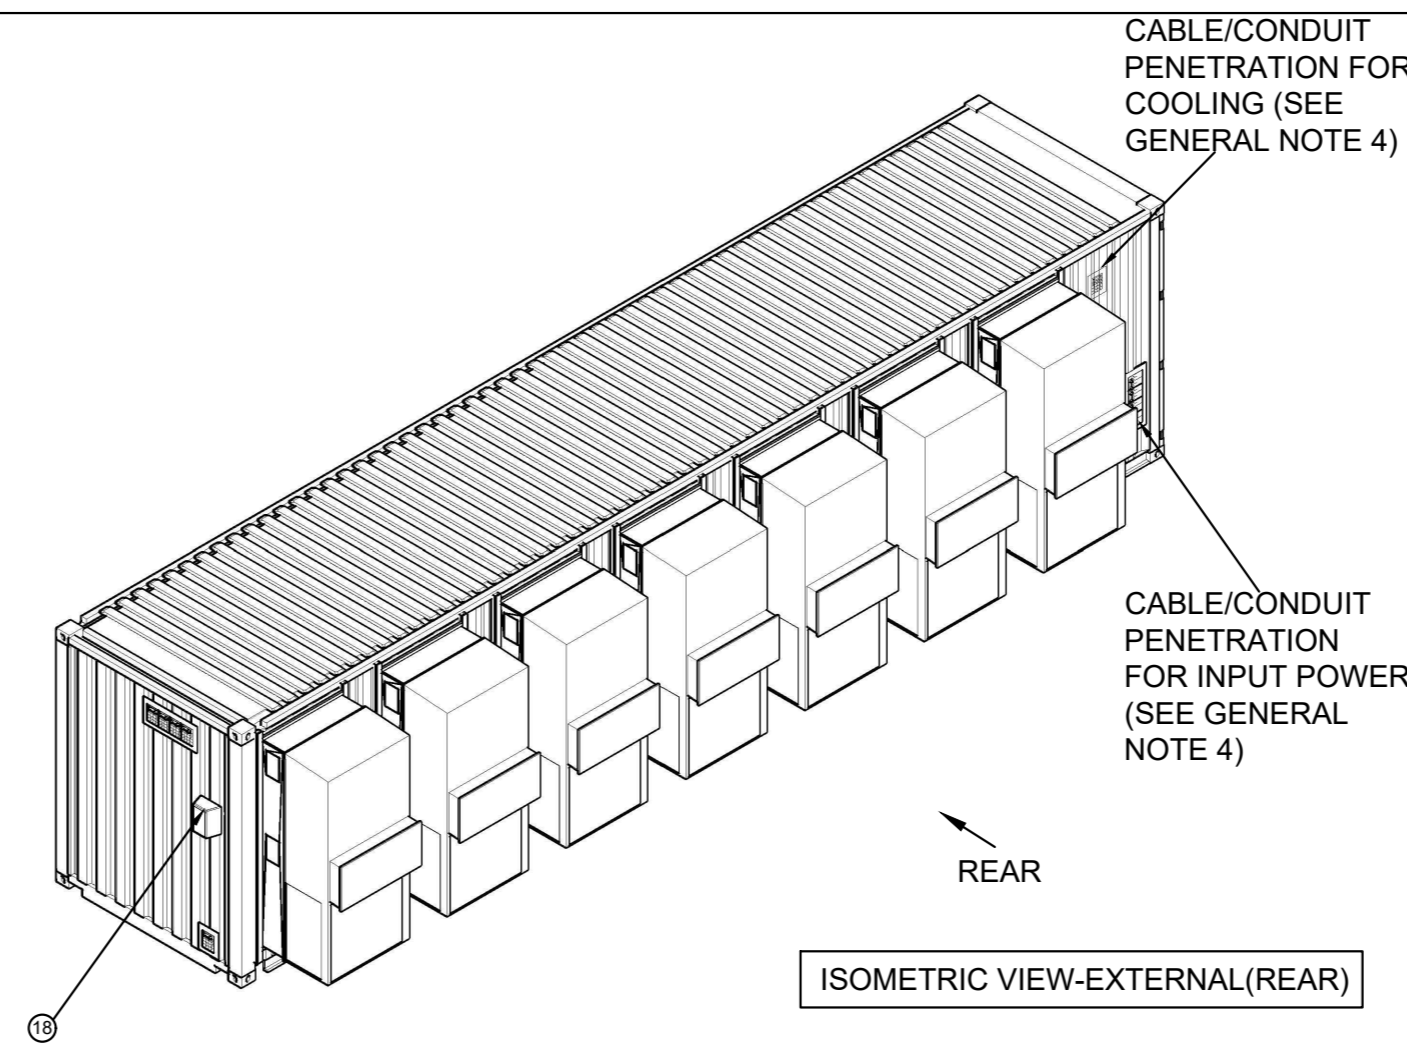 CABLE/CONDUIT
PENETRATION FOR
COOLING (SEE
GENERAL NOTE 4)
CABLE/CONDUIT
PENETRATION
FOR INPUT POWER
(SEE GENERAL
NOTE 4)
REAR
ISOMETRIC VIEW-EXTERNAL(REAR)
18